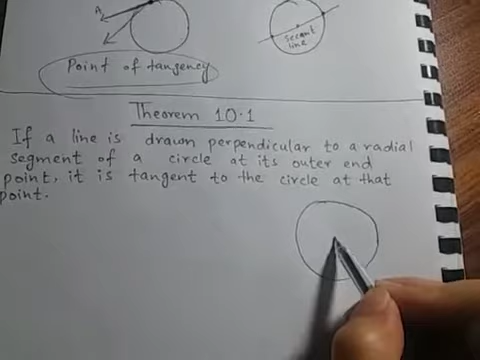 A
secant
line
Point of tangency
Theorem 10.1
If a line is drawn perpendicular to a radial
segment of a circle at its outer end
point, it is tangent to the circle at that
point.